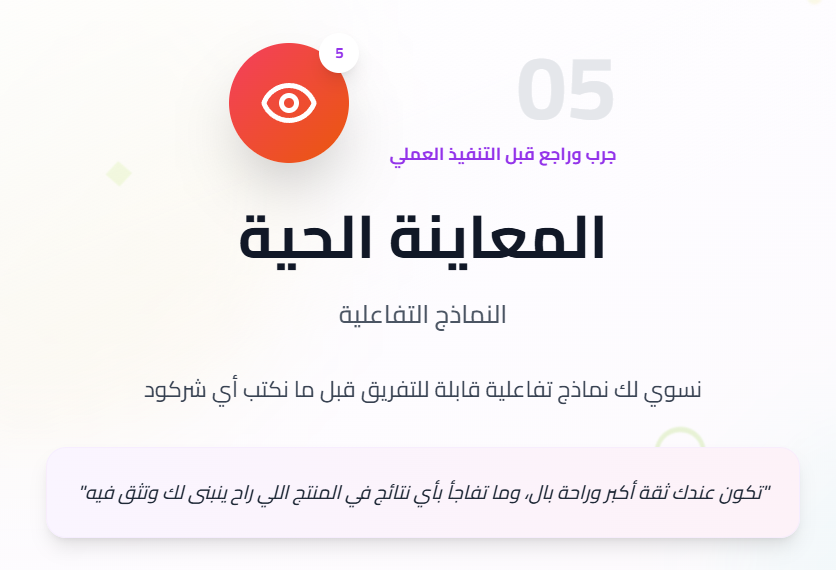 05
5
جرب وراجع قبل التنفيذ العملي
المعاينة الحية
النماذج التفاعلية
نسوي لك نماذج تفاعلية قابلة للتفريق قبل ما نكتب أي شركود
"تكون عندك ثقة أكبر وراحة بال، وما تفاجأ بأي نتائج في المنتج اللي راح ينبنى لك وتثق فيه"